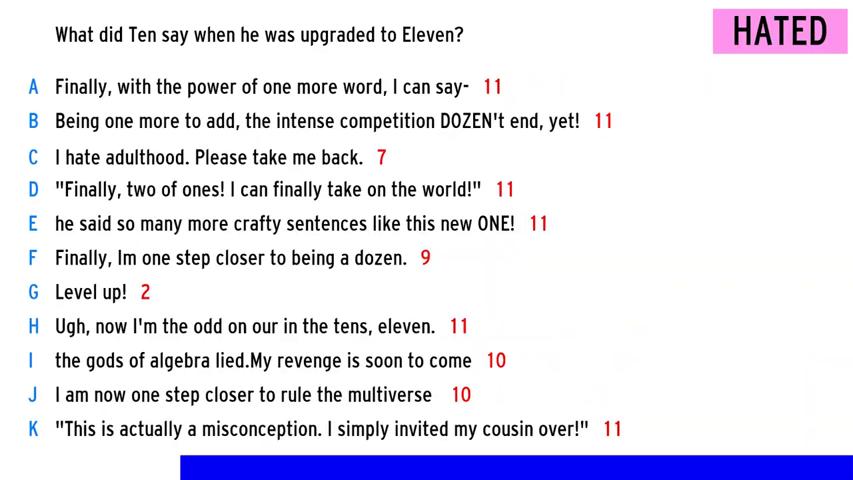 What did Ten say when he was upgraded to Eleven?
HATED
A Finally, with the power of one more word, I can say- 11
B Being one more to add, the intense competition DOZEN't end, yet! 11
C I hate adulthood. Please take me back. 7
D "Finally, two of ones! I can finally take on the world!" 11
E he said so many more crafty sentences like this new ONE! 11
F Finally, Im one step closer to being a dozen. 9
G Level up! 2
H Ugh, now I'm the odd on our in the tens, eleven. 11
I the gods of algebra lied.My revenge is soon to come 10
J I am now one step closer to rule the multiverse 10
K "This is actually a misconception. I simply invited my cousin over!" 11